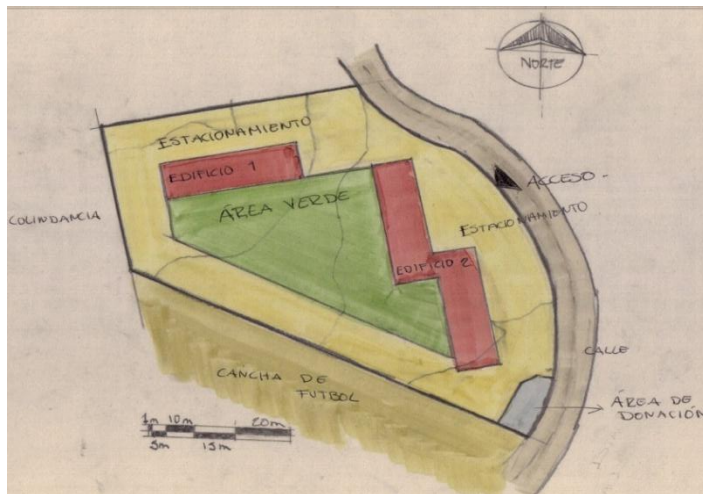 NORTE
ESTACIONAMIENTO
EDIFICIO 1
ACCESO -
COLINDANCIA
ÁREA VERDE
ESTACIONAMIENTO
EDIFICIO 2
CALLE
CANCHA DE
FUTBOL
ÁREA DE
DONACIÓN
1m 10m 20m
5m 15m